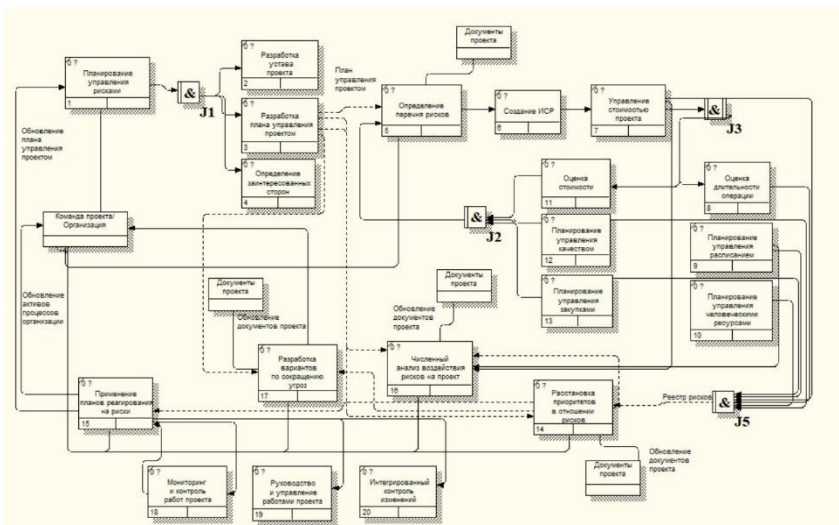 Документы
проекта
0 ?
Планирование
управления
рисками
1
&
J1
0 ?
Разработка
устава
проекта
2
План
управления
проектом
0 ?
Разработка
плана управления
проектом
3
0 ?
Определение
заинтересованных
сторон
4
0 ?
Определение
перечня рисков
5
0 ?
Создание ИСР
6
0 ?
Управление
стоимостью
проекта
7
&
J3
Обновление
плана
управления
проектом
0 ?
Оценка
стоимости
11
0 ?
Оценка
длительности
операции
8
Команда проекта/
Организация
&
J2
0 ?
Планирование
управления
качеством
12
0 ?
Планирование
управления
расписанием
9
Обновление
активов
процессов
организации
Документы
проекта
Обновление
документов проекта
Документы
проекта
Обновление
документов
проекта
0 ?
Планирование
управления
закупками
13
0 ?
Планирование
управления
человеческими
ресурсами
10
0 ?
Разработка
вариантов
по сокращению
угроз
17
0 ?
Численный
анализ воздействия
рисков на проект
16
0 ?
Применение
планов реагирования
на риски
15
0 ?
Расстановка
приоритетов
в отношении
рисков
14
Реестр рисков
&
J5
Обновление
документов
проекта
Документы
проекта
0 ?
Мониторинг
и контроль
работ проекта
18
0 ?
Руководство
и управление
работами проекта
19
0 ?
Интегрированный
контроль
изменений
20